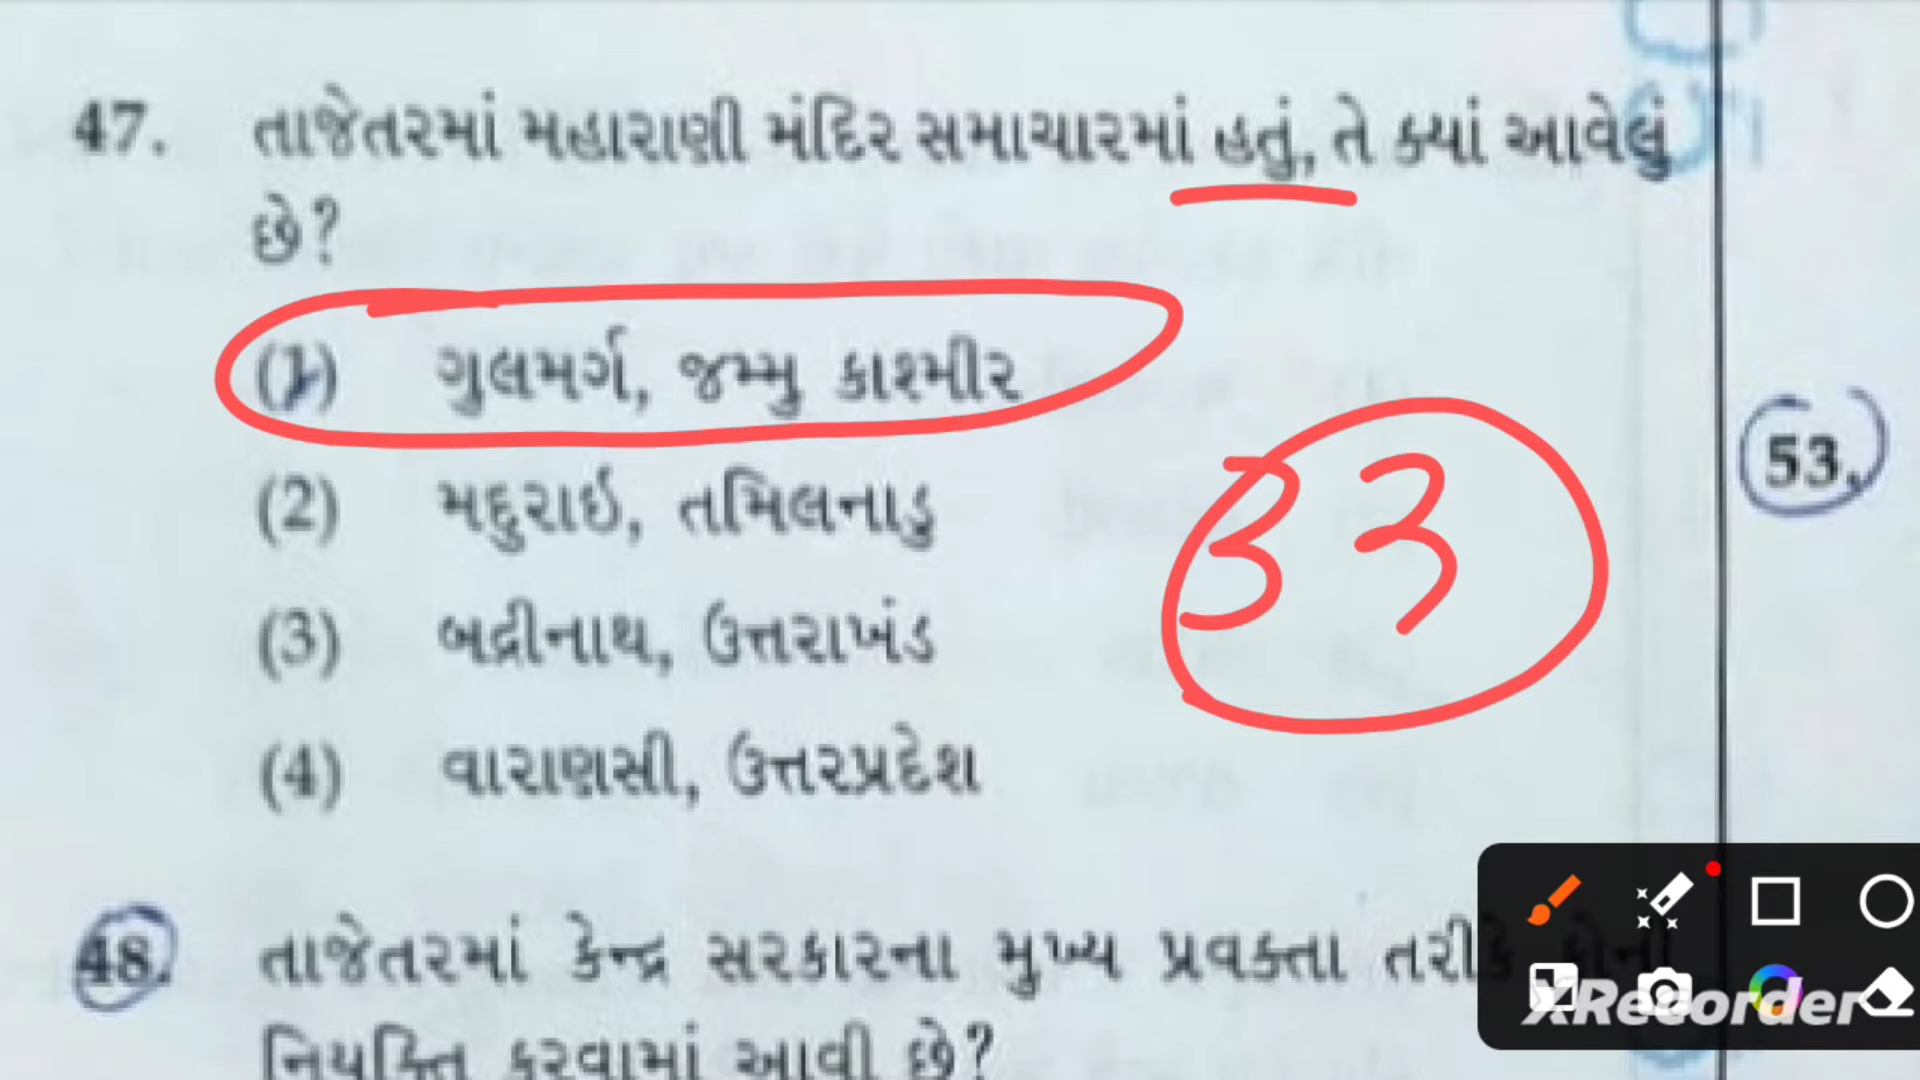 47. તાજેતરમાં મહારાણી મંદિર સમાચારમાં હતું, તે ક્યાં આવેલું
છે?
(1) ગુલમર્ગ, જમ્મુ કાશ્મીર
(2) મદુરાઇ, તમિલનાડુ
(3) બદ્રીનાથ, ઉત્તરાખંડ
(4) વારાણસી, ઉત્તરપ્રદેશ
33
53.
48. તાજેતરમાં કેન્દ્ર સરકારના મુખ્ય પ્રવક્તા તરીકે કોની
નિયુક્તિ કરવામાં આવી છે?
XRecorder